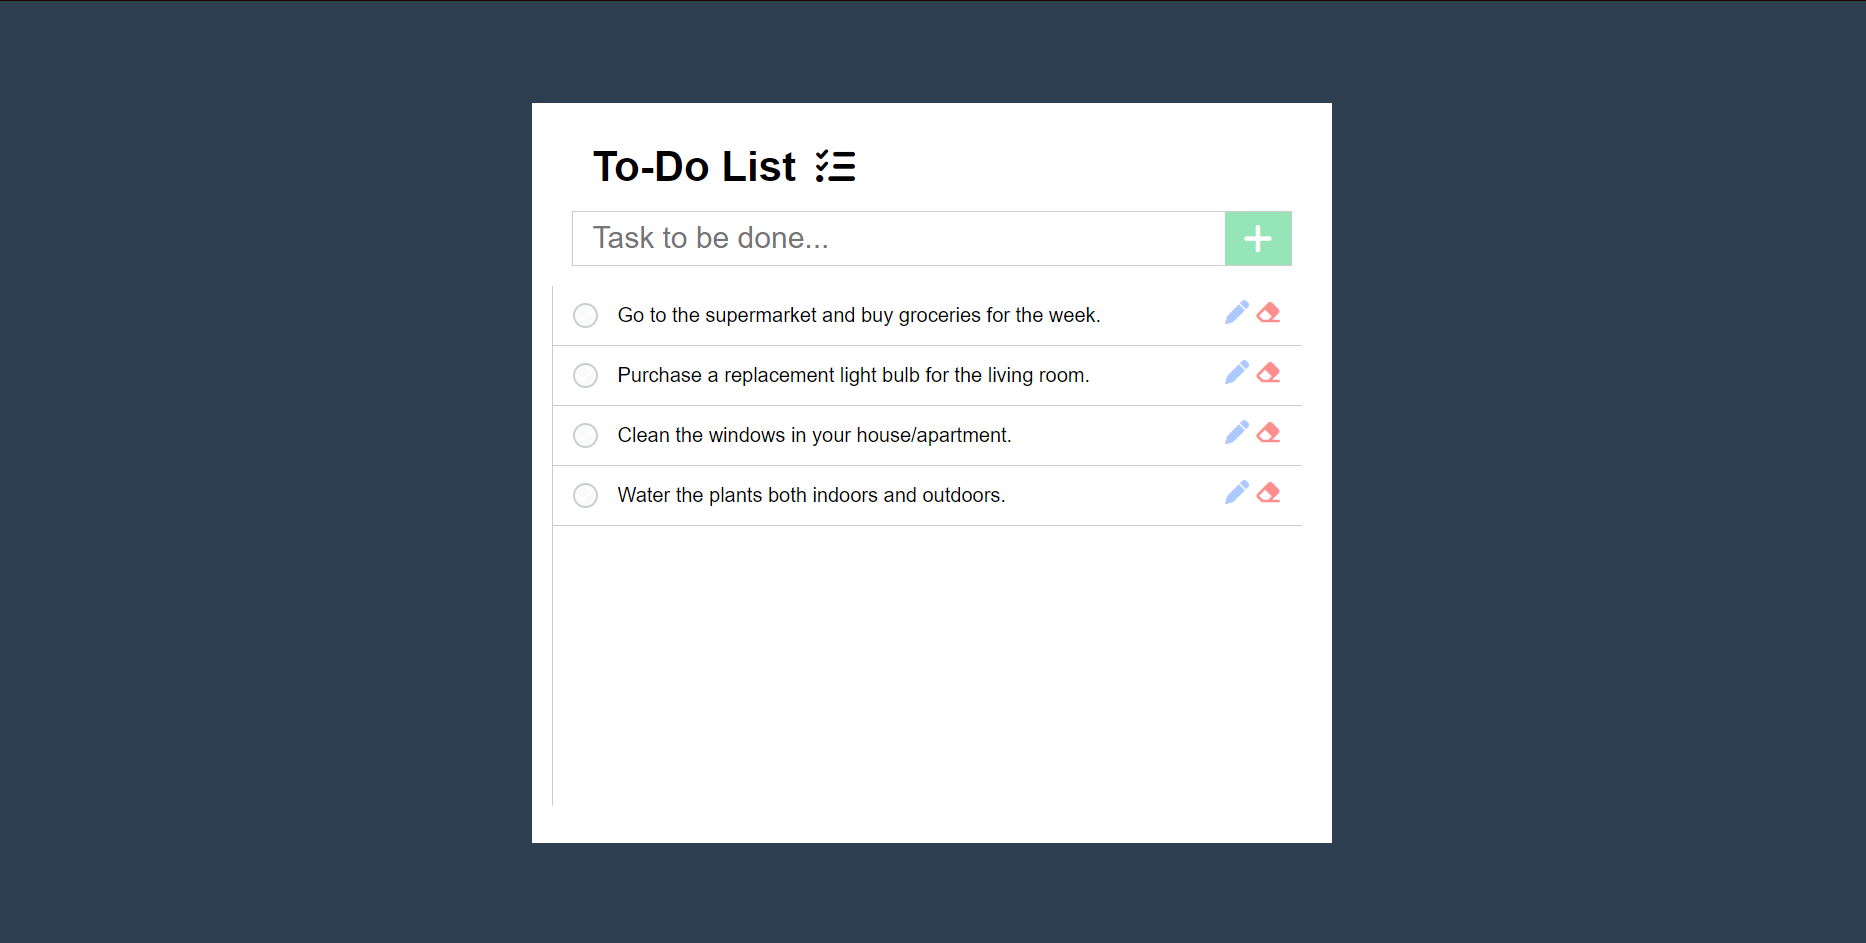 To-Do List
Task to be done...
Go to the supermarket and buy groceries for the week.
Purchase a replacement light bulb for the living room.
Clean the windows in your house/apartment.
Water the plants both indoors and outdoors.